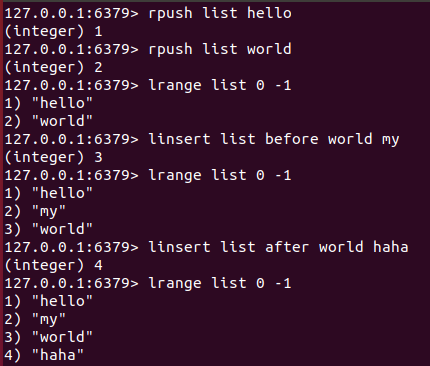 127.0.0.1:6379> rpush list hello
(integer) 1
127.0.0.1:6379> rpush list world
(integer) 2
127.0.0.1:6379> lrange list 0 -1
1) "hello"
2) "world"
127.0.0.1:6379> linsert list before world my
(integer) 3
127.0.0.1:6379> lrange list 0 -1
1) "hello"
2) "my"
3) "world"
127.0.0.1:6379> linsert list after world haha
(integer) 4
127.0.0.1:6379> lrange list 0 -1
1) "hello"
2) "my"
3) "world"
4) "haha"